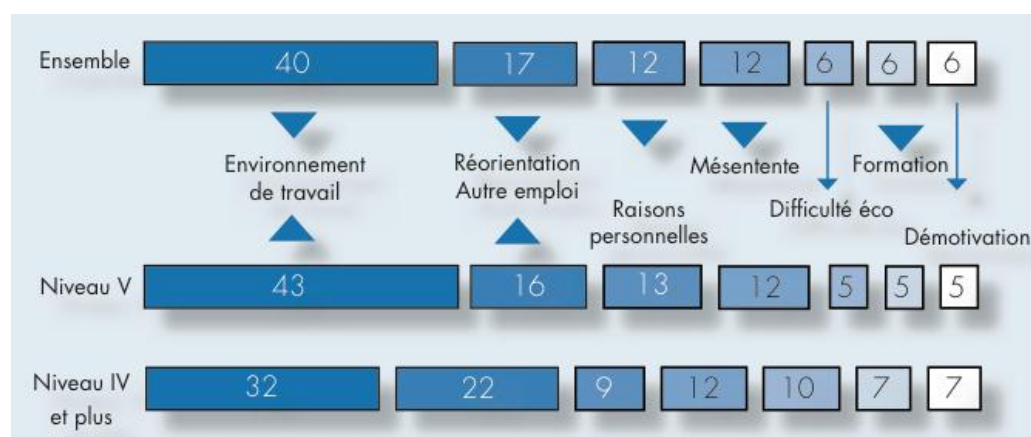 Ensemble 40 17 12 12 6 6 6
Environnement
de travail
Réorientation
Autre emploi
Raisons
personnelles
Mésentente
Difficulté éco
Formation
Démotivation
Niveau V 43 16 13 12 5 5 5
Niveau IV
et plus
32 22 9 12 10 7 7